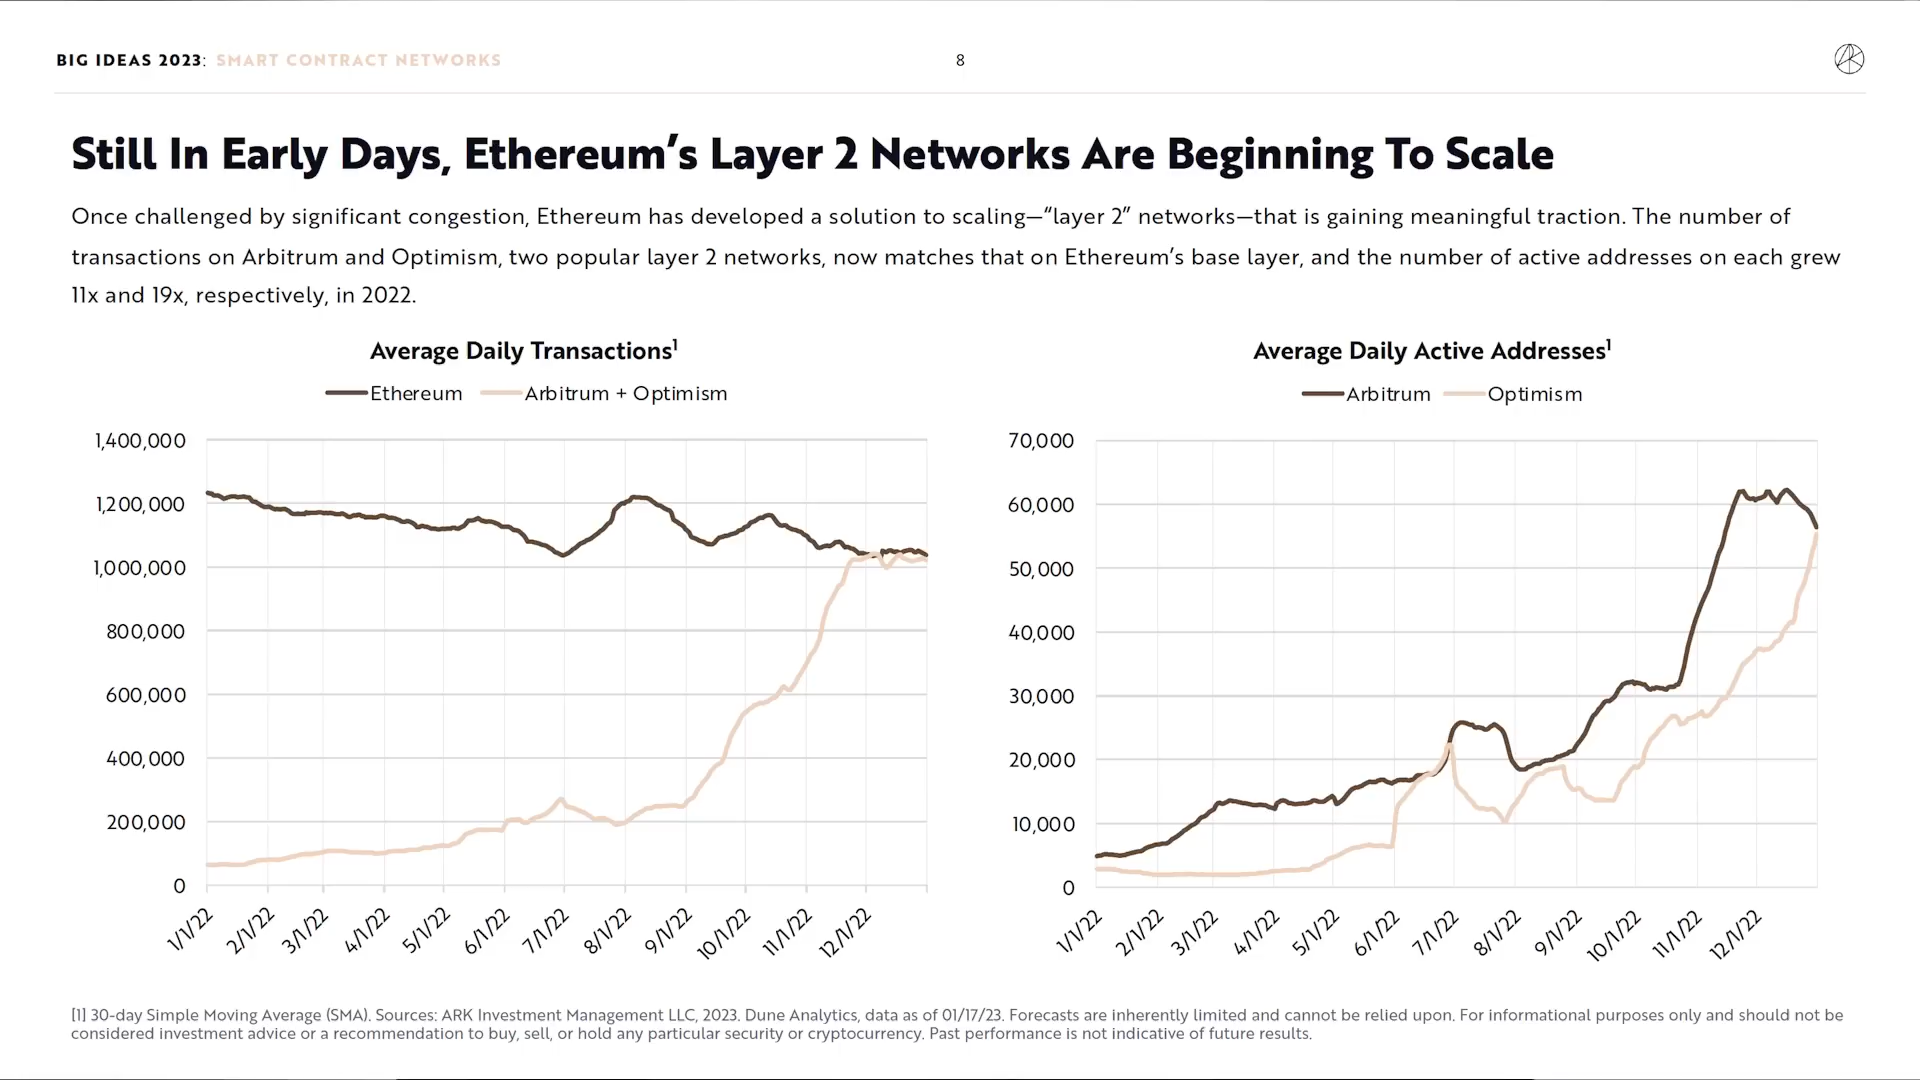 BIG IDEAS 2023: SMART CONTRACT NETWORKS
8
Still In Early Days, Ethereum’s Layer 2 Networks Are Beginning To Scale
Once challenged by significant congestion, Ethereum has developed a solution to scaling—“layer 2” networks—that is gaining meaningful traction. The number of
transactions on Arbitrum and Optimism, two popular layer 2 networks, now matches that on Ethereum’s base layer, and the number of active addresses on each grew
11x and 19x, respectively, in 2022.
Average Daily Transactions¹
Ethereum Arbitrum + Optimism
1,400,000
1,200,000
1,000,000
800,000
600,000
400,000
200,000
0
1/1/22 2/1/22 3/1/22 4/1/22 5/1/22 6/1/22 7/1/22 8/1/22 9/1/22 10/1/22 11/1/22 12/1/22
Average Daily Active Addresses¹
Arbitrum Optimism
70,000
60,000
50,000
40,000
30,000
20,000
10,000
0
1/1/22 2/1/22 3/1/22 4/1/22 5/1/22 6/1/22 7/1/22 8/1/22 9/1/22 10/1/22 11/1/22 12/1/22
[1] 30-day Simple Moving Average (SMA). Sources: ARK Investment Management LLC, 2023. Dune Analytics, data as of 01/17/23. Forecasts are inherently limited and cannot be relied upon. For informational purposes only and should not be
considered investment advice or a recommendation to buy, sell, or hold any particular security or cryptocurrency. Past performance is not indicative of future results.